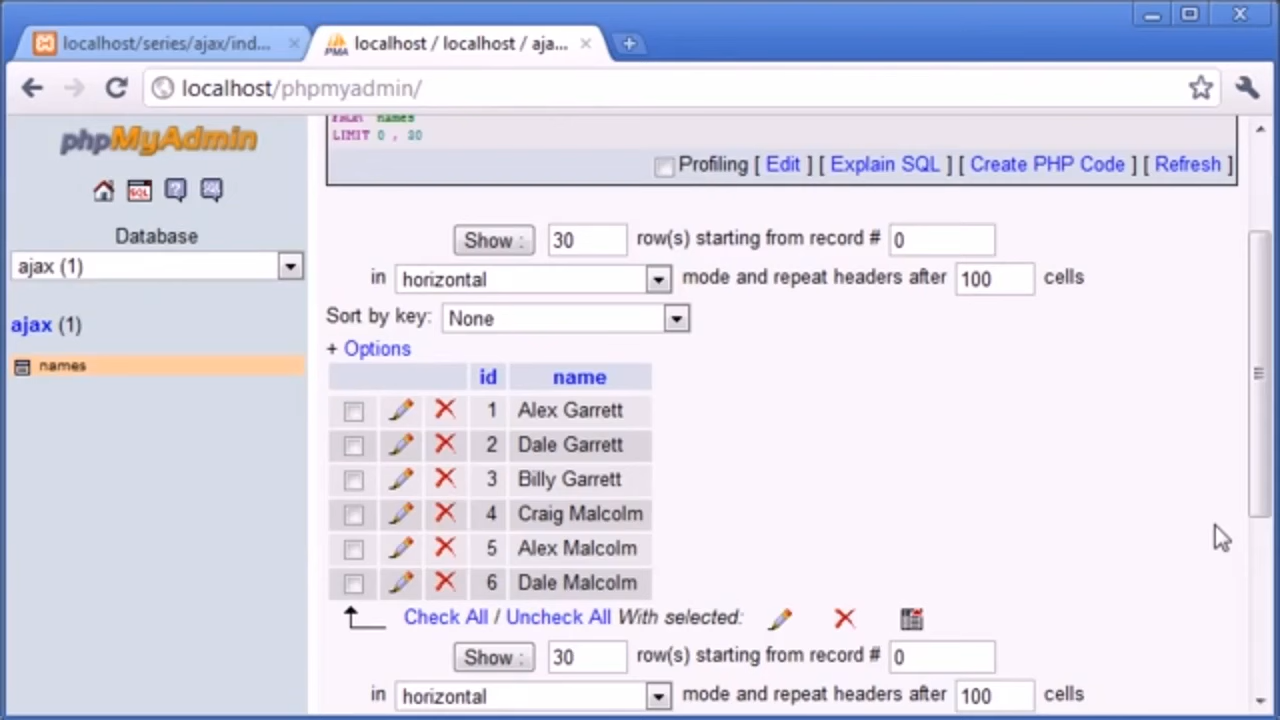 localhost/series/ajax/ind...
PMA
localhost / localhost / aja...
localhost/phpmyadmin/
phpMyAdmin
SQL
Database
ajax (1)
ajax (1)
names
names
LIMIT 0 ,
Profiling [ Edit ] [ Explain SQL ] [ Create PHP Code ] [ Refresh ]
Show : 30 row(s) starting from record # 0
in horizontal mode and repeat headers after 100 cells
Sort by key: None
+ Options
id name
1 Alex Garrett
2 Dale Garrett
3 Billy Garrett
4 Craig Malcolm
5 Alex Malcolm
6 Dale Malcolm
Check All / Uncheck All With selected:
Show : 30 row(s) starting from record # 0
in horizontal mode and repeat headers after 100 cells